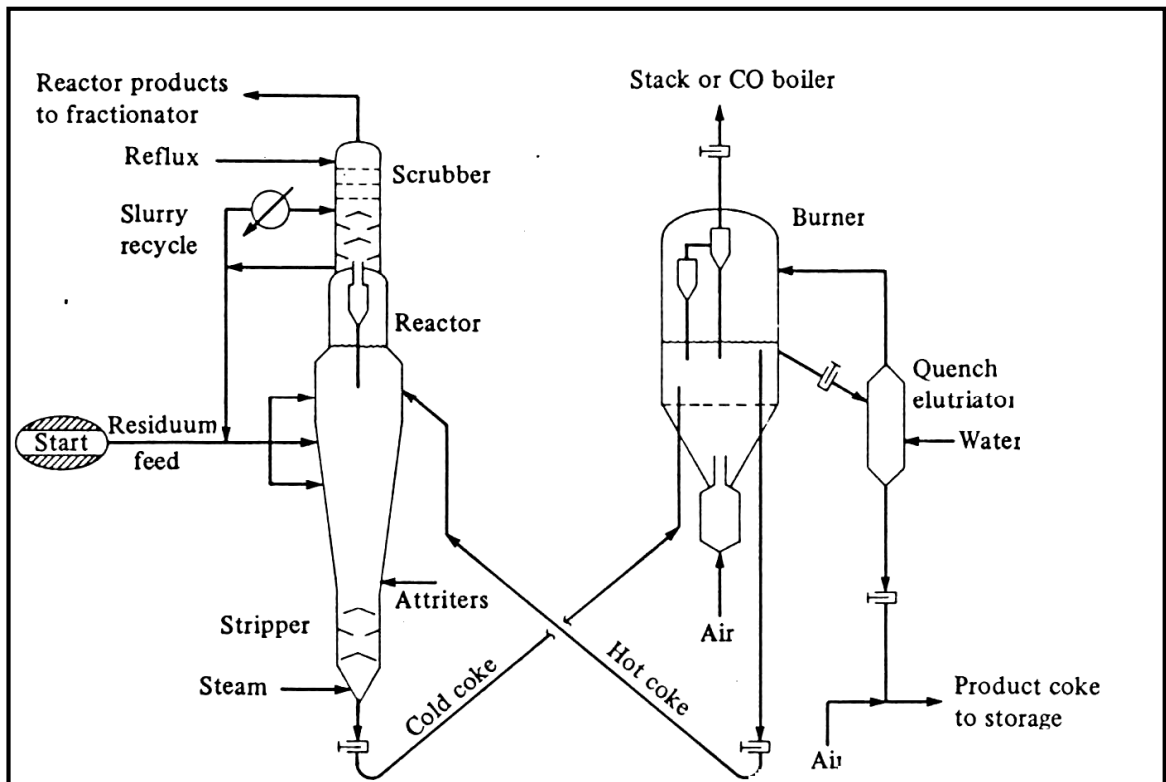 Reactor products
to fractionator
Stack or CO boiler
Reflux
Scrubber
Slurry
recycle
Burner
Reactor
Quench
elutriator
Start
Residuum
feed
Water
Attriters
Stripper
Air
Steam
Cold coke
Hot coke
Product coke
to storage
Air